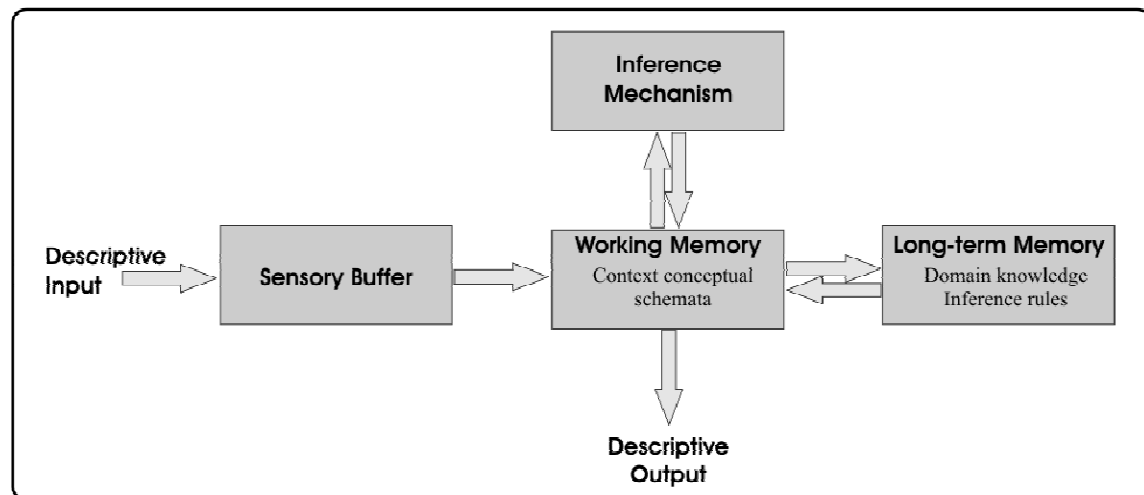 Inference
Mechanism
Descriptive
Input
Sensory Buffer
Working Memory
Context conceptual
schemata
Long-term Memory
Domain knowledge
Inference rules
Descriptive
Output